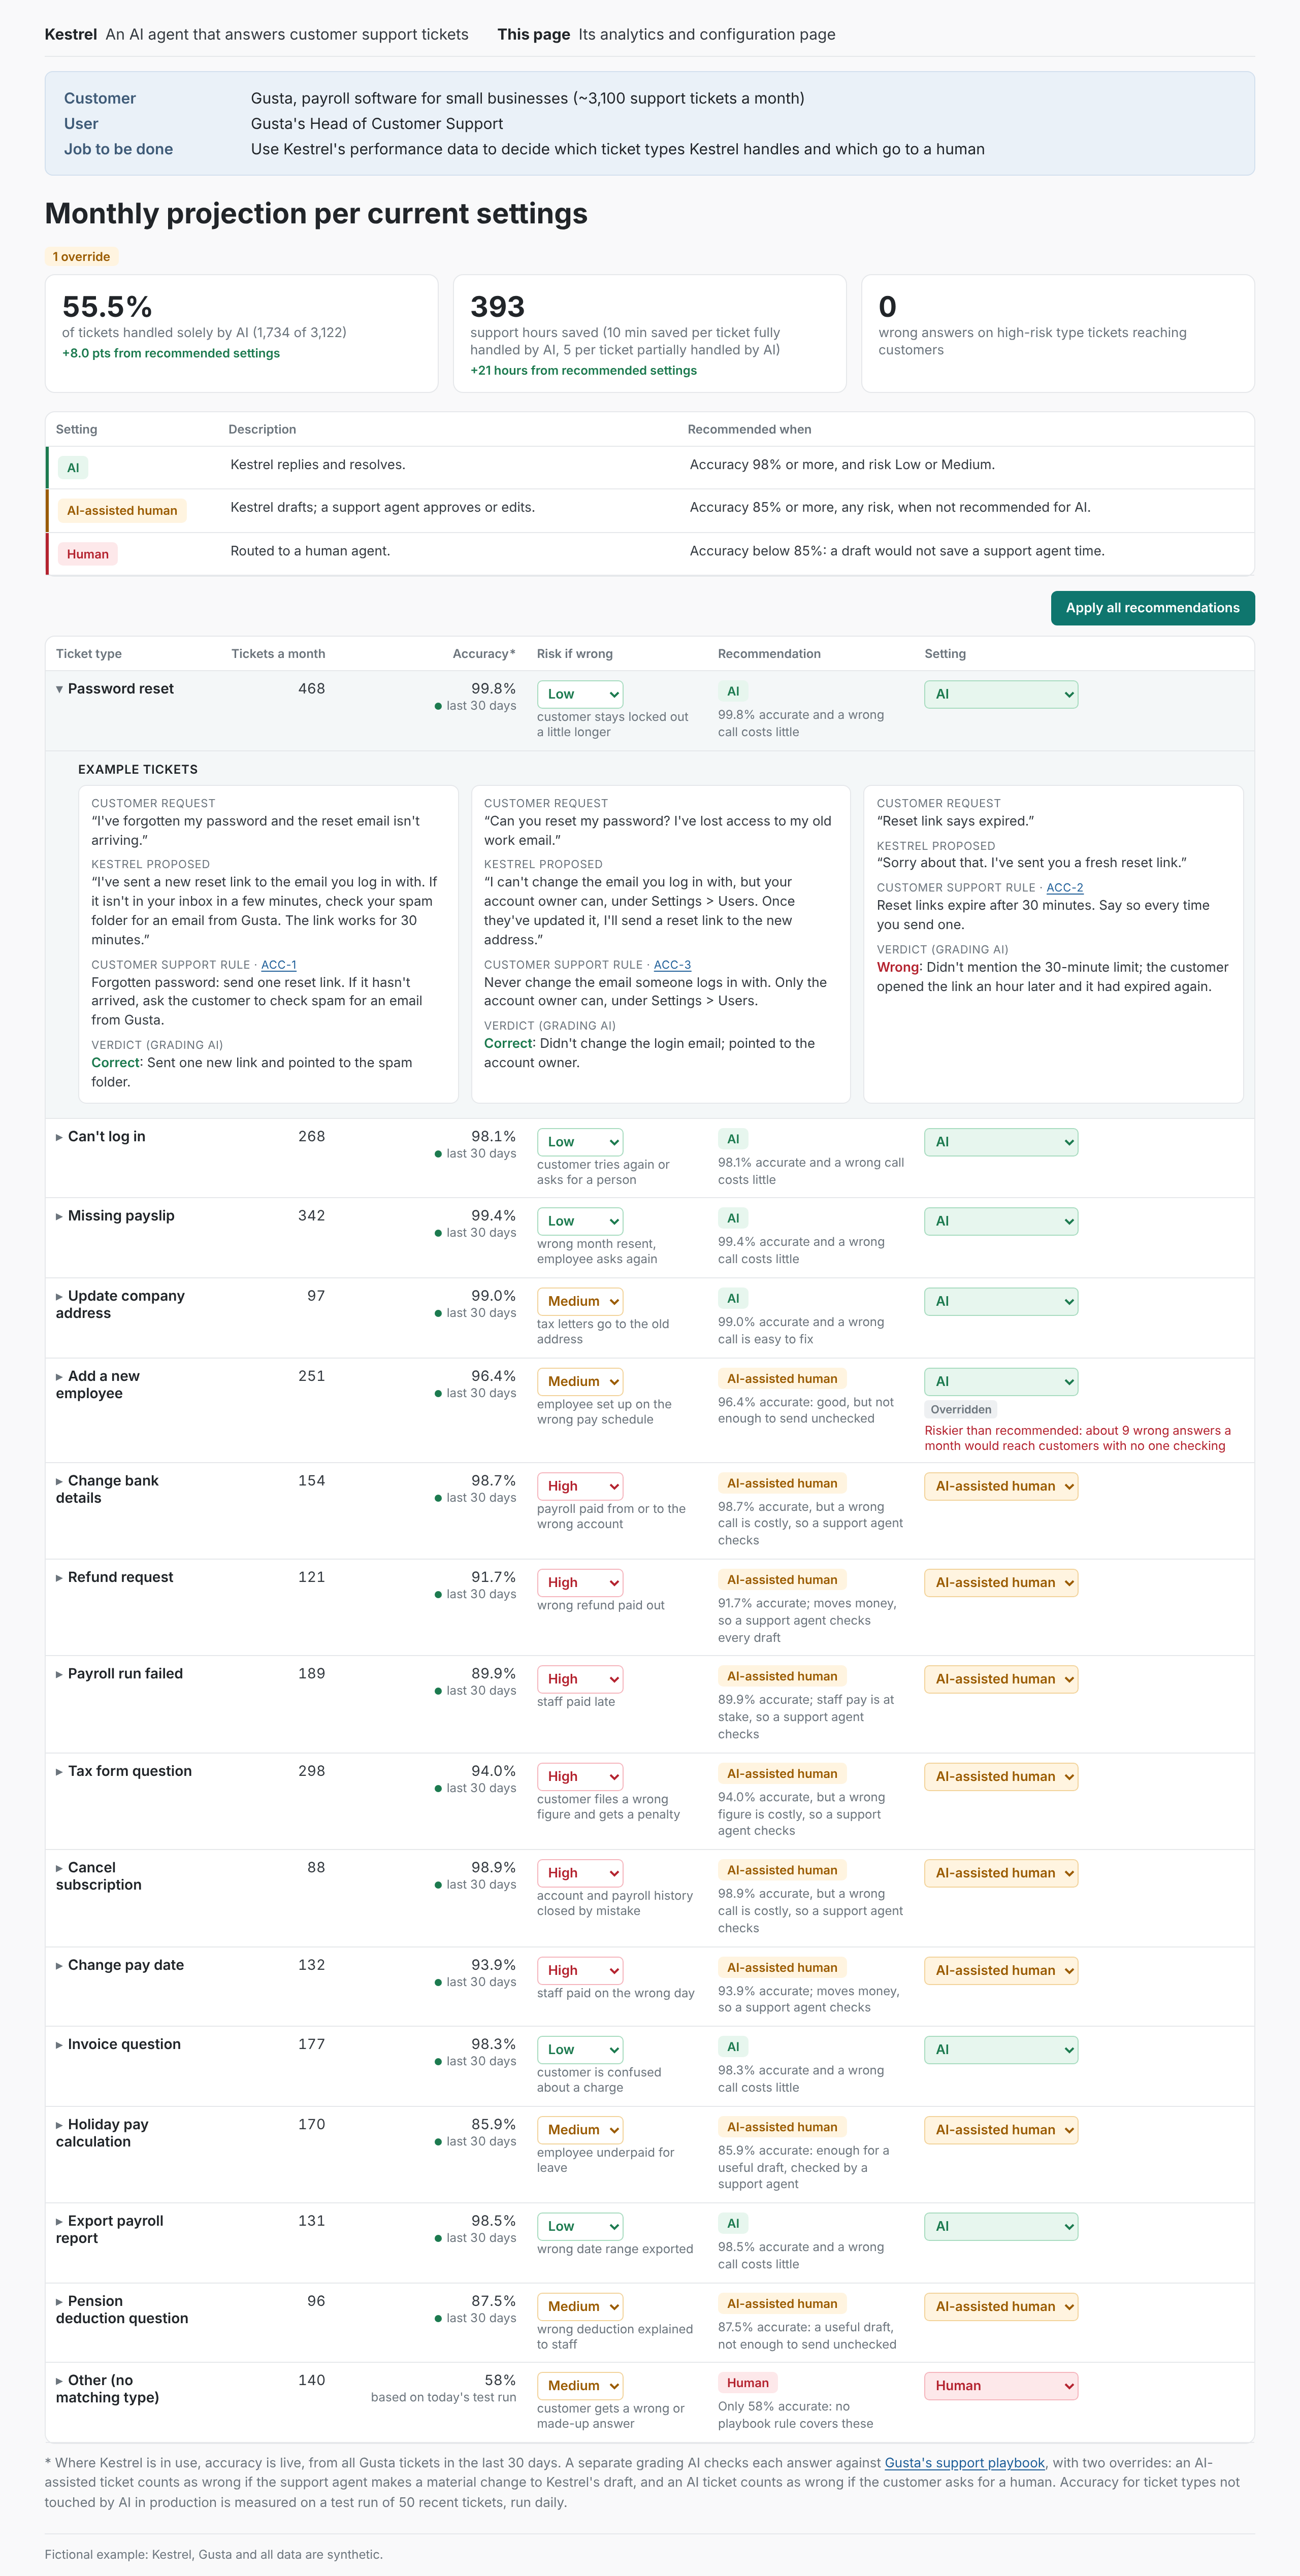 Kestrel An AI agent that answers customer support tickets This page Its analytics and configuration page
Customer Gusta, payroll software for small businesses (~3,100 support tickets a month)
User Gusta's Head of Customer Support
Job to be done Use Kestrel's performance data to decide which ticket types Kestrel handles and which go to a human
Monthly projection per current settings
1 override
55.5%
of tickets handled solely by AI (1,734 of 3,122)
+8.0 pts from recommended settings
393
support hours saved (10 min saved per ticket fully
handled by AI, 5 per ticket partially handled by AI)
+21 hours from recommended settings
0
wrong answers on high-risk type tickets reaching
customers
Setting Description Recommended when
AI Kestrel replies and resolves. Accuracy 98% or more, and risk Low or Medium.
AI-assisted human Kestrel drafts; a support agent approves or edits. Accuracy 85% or more, any risk, when not recommended for AI.
Human Routed to a human agent. Accuracy below 85%: a draft would not save a support agent time.
Apply all recommendations
Ticket type Tickets a month Accuracy* Risk if wrong Recommendation Setting
▾ Password reset 468 99.8% Low AI AI
● last 30 days customer stays locked out 99.8% accurate and a wrong
a little longer call costs little
EXAMPLE TICKETS
CUSTOMER REQUEST
“I've forgotten my password and the reset email isn't
arriving.”
KESTREL PROPOSED
“I've sent a new reset link to the email you log in with. If
it isn't in your inbox in a few minutes, check your spam
folder for an email from Gusta. The link works for 30
minutes.”
CUSTOMER SUPPORT RULE · ACC-1
Forgotten password: send one reset link. If it hasn't
arrived, ask the customer to check spam for an email
from Gusta.
VERDICT (GRADING AI)
Correct: Sent one new link and pointed to the spam
folder.
CUSTOMER REQUEST
“Can you reset my password? I've lost access to my old
work email.”
KESTREL PROPOSED
“I can't change the email you log in with, but your
account owner can, under Settings > Users. Once
they've updated it, I'll send a reset link to the new
address.”
CUSTOMER SUPPORT RULE · ACC-3
Never change the email someone logs in with. Only the
account owner can, under Settings > Users.
VERDICT (GRADING AI)
Correct: Didn't change the login email; pointed to the
account owner.
CUSTOMER REQUEST
“Reset link says expired.”
KESTREL PROPOSED
“Sorry about that. I've sent you a fresh reset link.”
CUSTOMER SUPPORT RULE · ACC-2
Reset links expire after 30 minutes. Say so every time
you send one.
VERDICT (GRADING AI)
Wrong: Didn't mention the 30-minute limit; the customer
opened the link an hour later and it had expired again.
▸ Can't log in 268 98.1% Low AI AI
● last 30 days customer tries again or 98.1% accurate and a wrong call
asks for a person costs little
▸ Missing payslip 342 99.4% Low AI AI
● last 30 days wrong month resent, 99.4% accurate and a wrong
employee asks again call costs little
▸ Update company 97 99.0% Medium AI AI
address ● last 30 days tax letters go to the old 99.0% accurate and a wrong
address call is easy to fix
▸ Add a new 251 96.4% Medium AI-assisted human AI
employee ● last 30 days employee set up on the 96.4% accurate: good, but not Overridden
wrong pay schedule enough to send unchecked Riskier than recommended: about 9 wrong answers a
month would reach customers with no one checking
▸ Change bank 154 98.7% High AI-assisted human AI-assisted human
details ● last 30 days payroll paid from or to the 98.7% accurate, but a wrong
wrong account call is costly, so a support agent
checks
▸ Refund request 121 91.7% High AI-assisted human AI-assisted human
● last 30 days wrong refund paid out 91.7% accurate; moves money,
so a support agent checks
every draft
▸ Payroll run failed 189 89.9% High AI-assisted human AI-assisted human
● last 30 days staff paid late 89.9% accurate; staff pay is at
stake, so a support agent
checks
▸ Tax form question 298 94.0% High AI-assisted human AI-assisted human
● last 30 days customer files a wrong 94.0% accurate, but a wrong
figure and gets a penalty figure is costly, so a support
agent checks
▸ Cancel 88 98.9% High AI-assisted human AI-assisted human
subscription ● last 30 days account and payroll history 98.9% accurate, but a wrong
closed by mistake call is costly, so a support agent
checks
▸ Change pay date 132 93.9% High AI-assisted human AI-assisted human
● last 30 days staff paid on the wrong day 93.9% accurate; moves money,
so a support agent checks
▸ Invoice question 177 98.3% Low AI AI
● last 30 days customer is confused 98.3% accurate and a wrong
about a charge call costs little
▸ Holiday pay 170 85.9% Medium AI-assisted human AI-assisted human
calculation ● last 30 days employee underpaid for 85.9% accurate: enough for a
leave useful draft, checked by a
support agent
▸ Export payroll 131 98.5% Low AI AI
report ● last 30 days wrong date range exported 98.5% accurate and a wrong
call costs little
▸ Pension 96 87.5% Medium AI-assisted human AI-assisted human
deduction question ● last 30 days wrong deduction explained 87.5% accurate: a useful draft,
to staff not enough to send unchecked
▸ Other (no 140 58% Medium Human Human
matching type) based on today's test run customer gets a wrong or Only 58% accurate: no
made-up answer playbook rule covers these
* Where Kestrel is in use, accuracy is live, from all Gusta tickets in the last 30 days. A separate grading AI checks each answer against Gusta's support playbook, with two overrides: an AI-
assisted ticket counts as wrong if the support agent makes a material change to Kestrel's draft, and an AI ticket counts as wrong if the customer asks for a human. Accuracy for ticket types not
touched by AI in production is measured on a test run of 50 recent tickets, run daily.
Fictional example: Kestrel, Gusta and all data are synthetic.